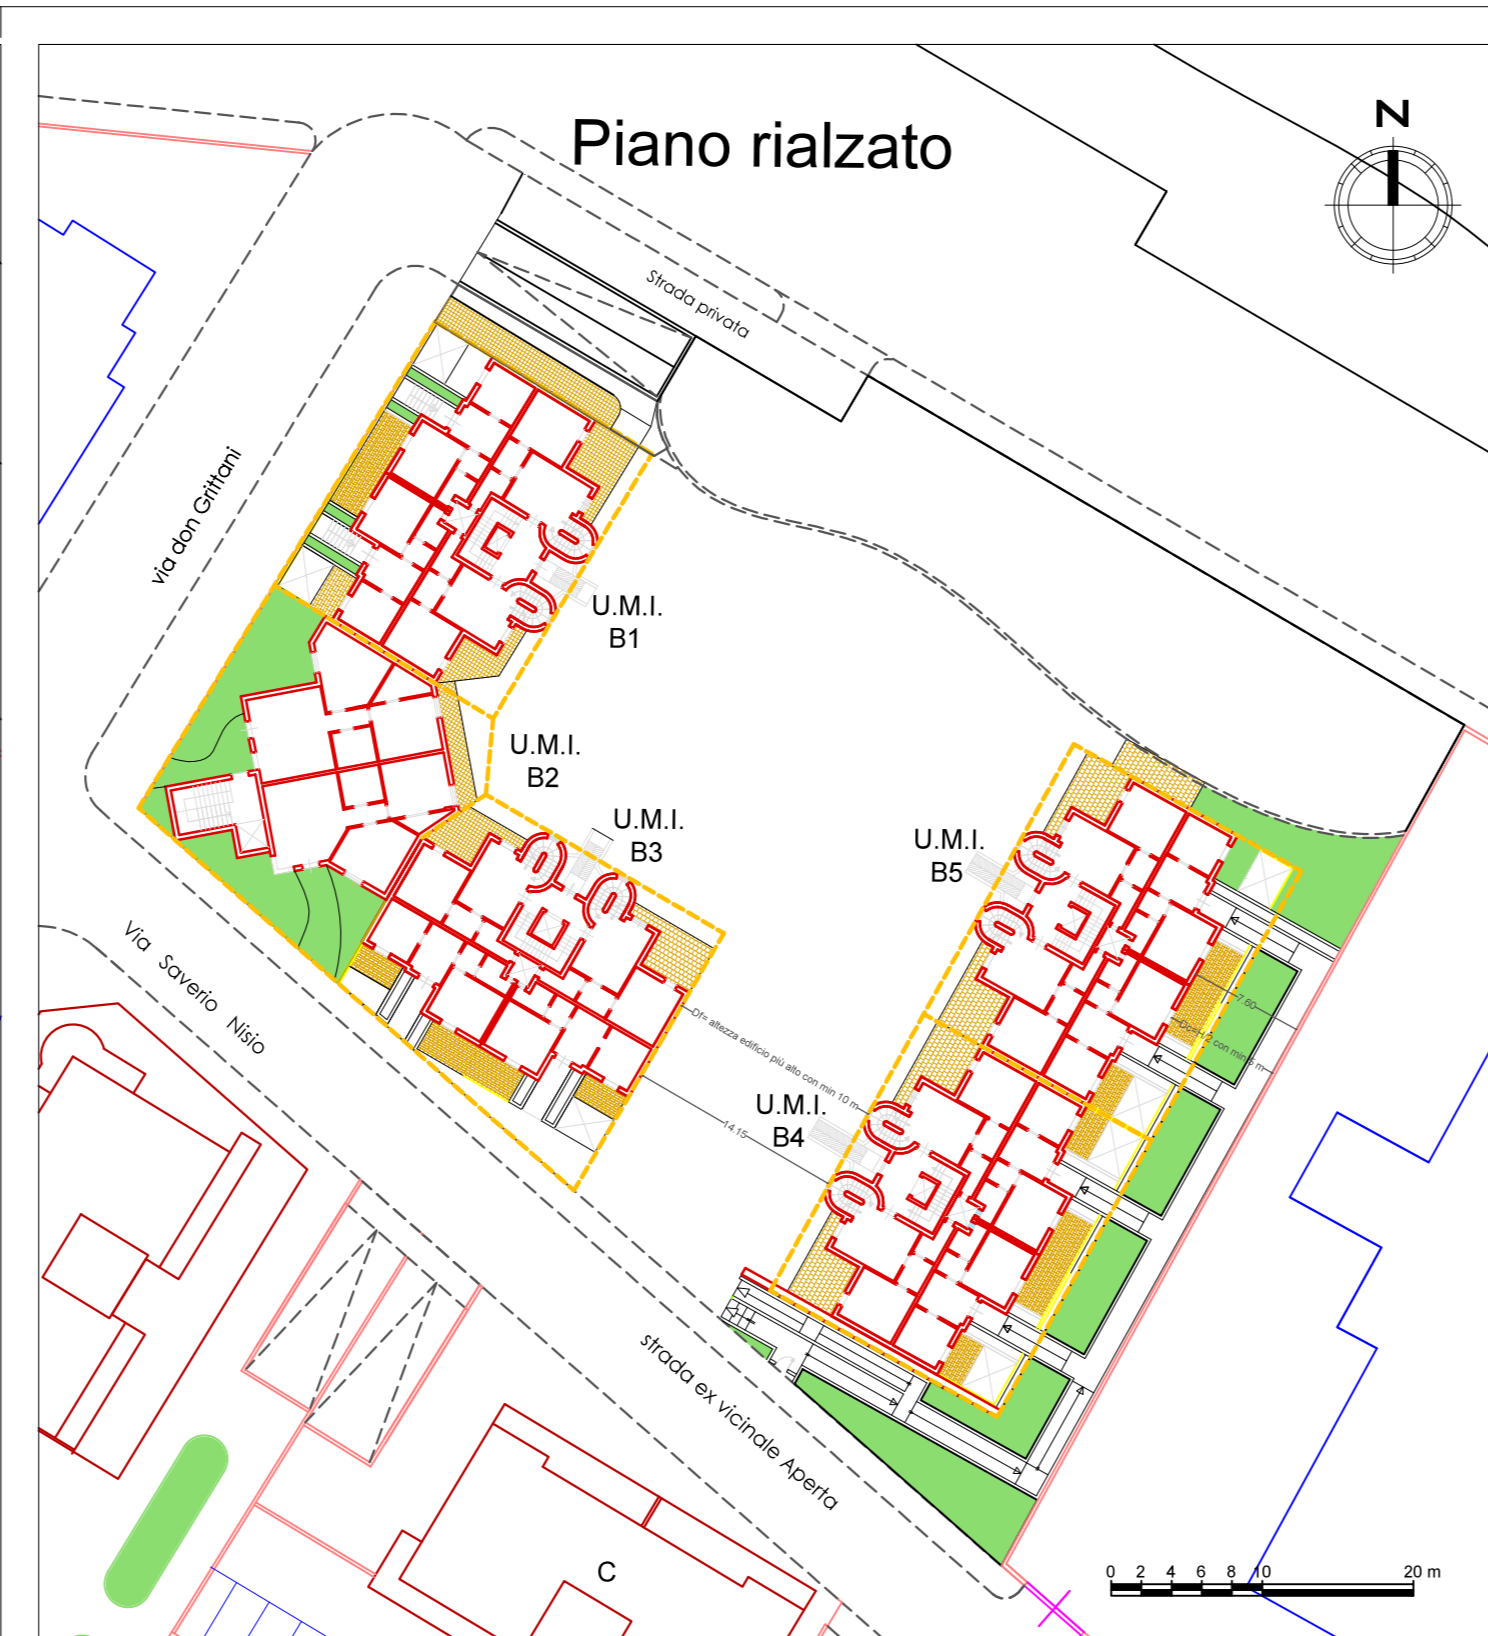 Piano rialzato
N
Strada privata
via don Grittani
U.M.I.
B1
U.M.I.
B2
U.M.I.
B3
U.M.I.
B5
Via Saverio Nisio
7.60
Df= altezza edificio più alto con min 10 m
con min
m
U.M.I.
B4
14.15
strada ex vicinale Aperta
C
0 2 4 6 8 10 20 m